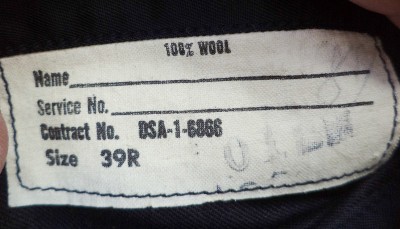 100% WOOL
Name
Service No.
Contract No. DSA-1-6866
Size 39R